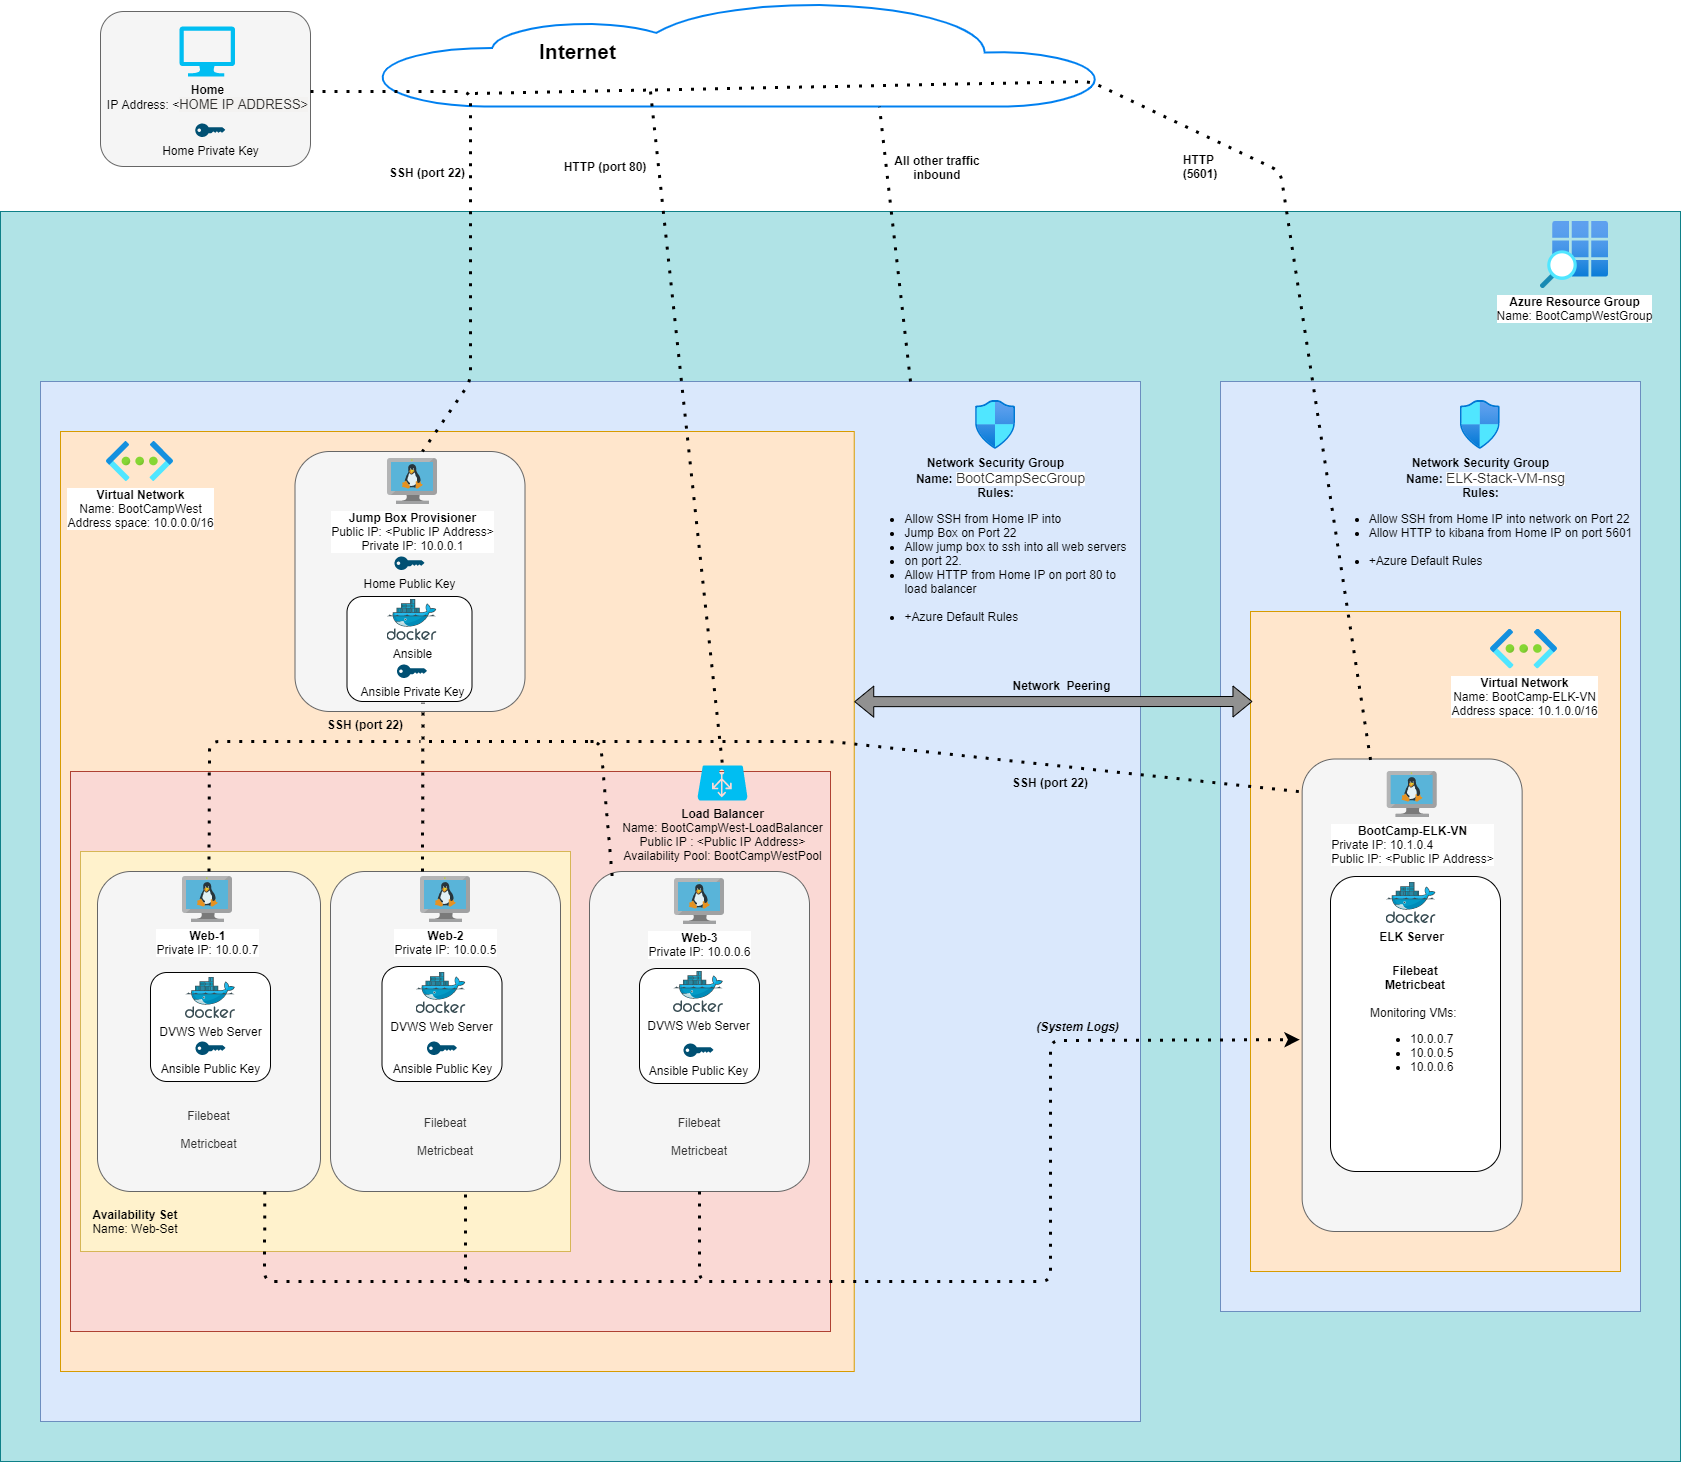 Internet
Home
IP Address: <HOME IP ADDRESS>
Home Private Key
SSH (port 22)
HTTP (port 80)
All other traffic
inbound
HTTP
(5601)
Azure Resource Group
Name: BootCampWestGroup
Virtual Network
Name: BootCampWest
Address space: 10.0.0.0/16
Jump Box Provisioner
Public IP: <Public IP Address>
Private IP: 10.0.0.1
Home Public Key
docker
Ansible
Ansible Private Key
SSH (port 22)
Network Security Group
Name: BootCampSecGroup
Rules:
Allow SSH from Home IP into
Jump Box on Port 22
Allow jump box to ssh into all web servers
on port 22.
Allow HTTP from Home IP on port 80 to
load balancer
+Azure Default Rules
Network Security Group
Name: ELK-Stack-VM-nsg
Rules:
Allow SSH from Home IP into network on Port 22
Allow HTTP to kibana from Home IP on port 5601
+Azure Default Rules
Network Peering
Virtual Network
Name: BootCamp-ELK-VN
Address space: 10.1.0.0/16
SSH (port 22)
Load Balancer
Name: BootCampWest-LoadBalancer
Public IP : <Public IP Address>
Availability Pool: BootCampWestPool
Web-1
Private IP: 10.0.0.7
docker
DVWS Web Server
Ansible Public Key
Filebeat
Metricbeat
Web-2
Private IP: 10.0.0.5
docker
DVWS Web Server
Ansible Public Key
Filebeat
Metricbeat
Web-3
Private IP: 10.0.0.6
docker
DVWS Web Server
Ansible Public Key
Filebeat
Metricbeat
Availability Set
Name: Web-Set
(System Logs)
BootCamp-ELK-VN
Private IP: 10.1.0.4
Public IP: <Public IP Address>
docker
ELK Server
Filebeat
Metricbeat
Monitoring VMs:
10.0.0.7
10.0.0.5
10.0.0.6